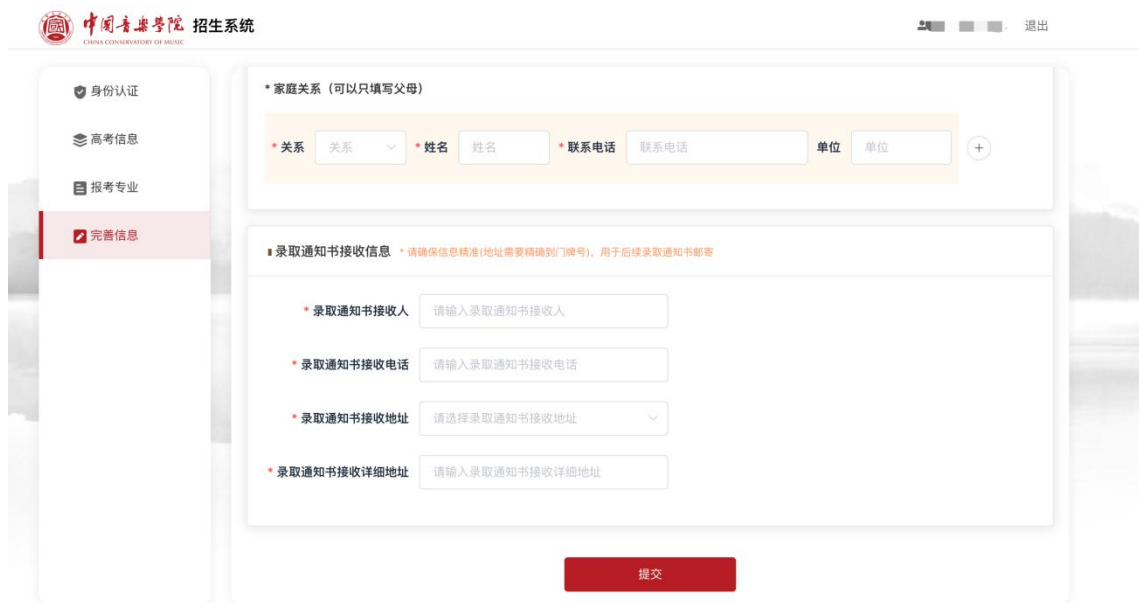 中国音乐学院 招生系统
CHINA CONSERVATORY OF MUSIC
退出
身份认证
高考信息
报考专业
完善信息
* 家庭关系（可以只填写父母）
* 关系 关系 * 姓名 姓名 * 联系电话 联系电话 单位 单位
录取通知书接收信息 * 请确保信息精准(地址需要精确到门牌号)，用于后续录取通知书邮寄
* 录取通知书接收人 请输入录取通知书接收人
* 录取通知书接收电话 请输入录取通知书接收电话
* 录取通知书接收地址 请选择录取通知书接收地址
* 录取通知书接收详细地址 请输入录取通知书接收详细地址
提交